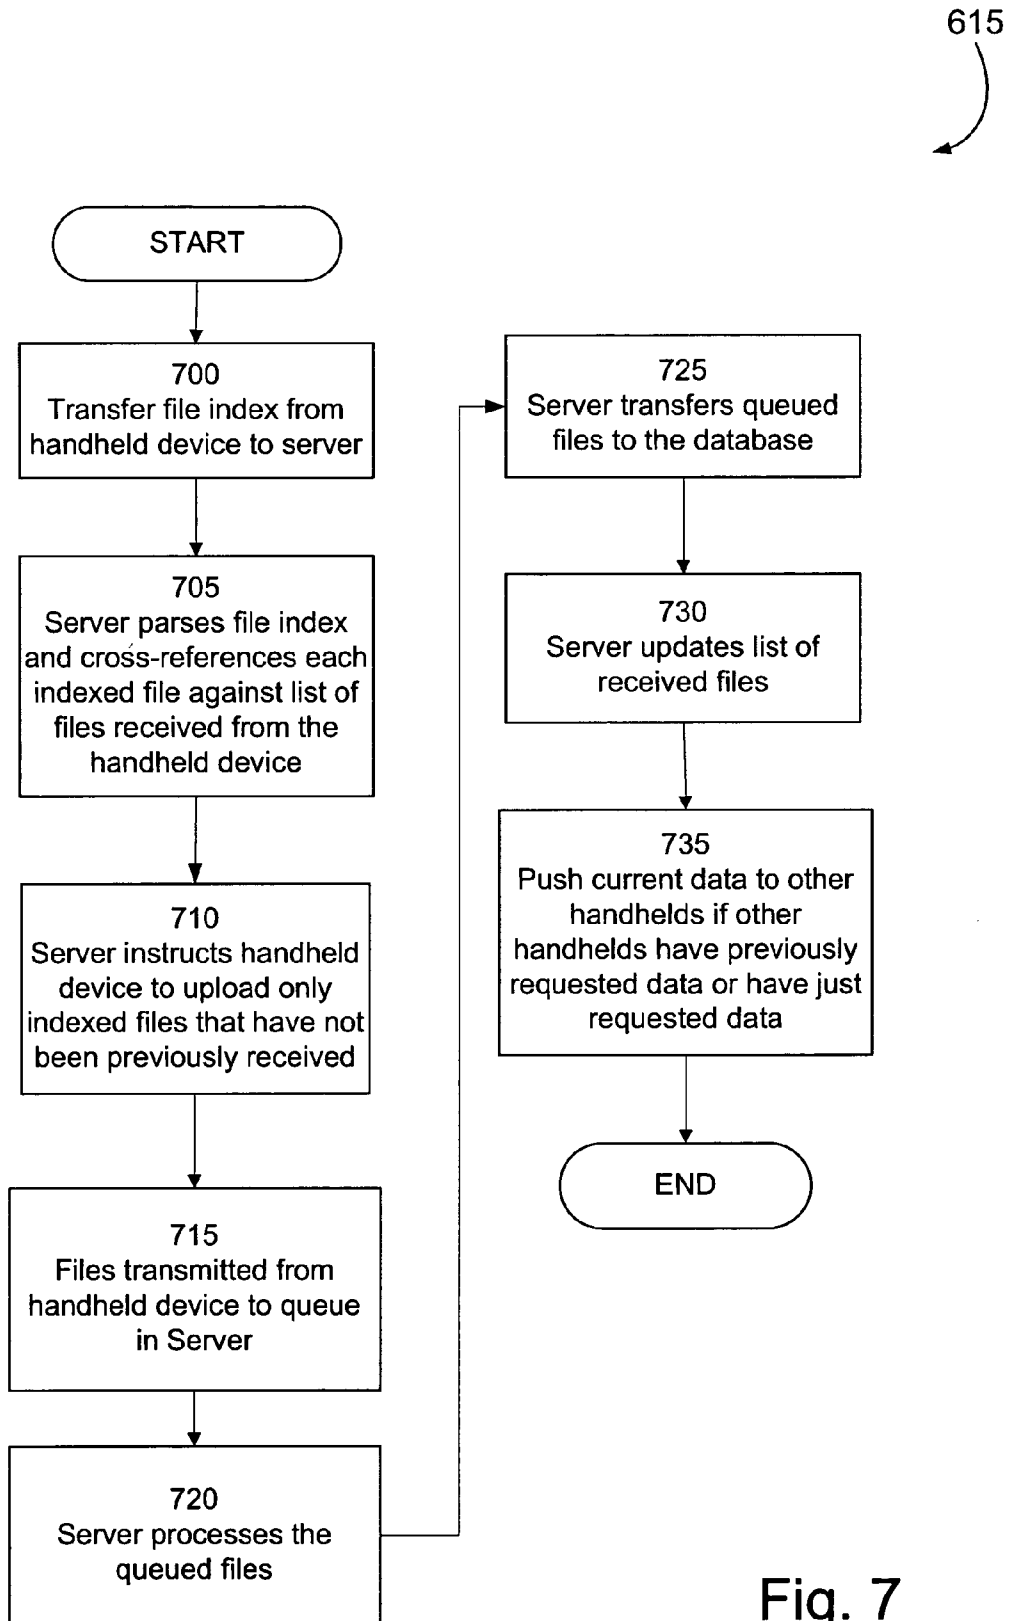 615
START
700
Transfer file index from
handheld device to server
705
Server parses file index
and cross-references each
indexed file against list of
files received from the
handheld device
710
Server instructs handheld
device to upload only
indexed files that have not
been previously received
715
Files transmitted from
handheld device to queue
in Server
720
Server processes the
queued files
725
Server transfers queued
files to the database
730
Server updates list of
received files
735
Push current data to other
handhelds if other
handhelds have previously
requested data or have just
requested data
END
Fig. 7